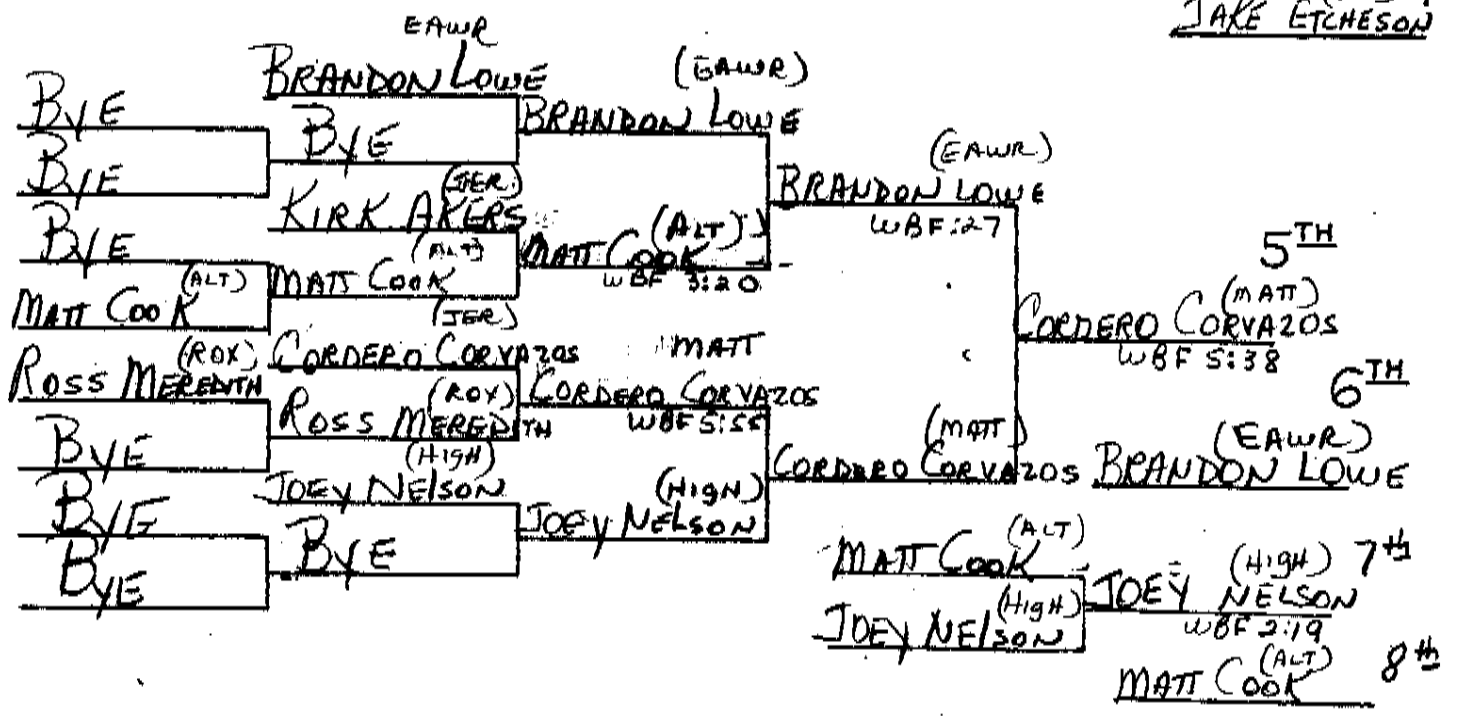 JAKE ETCHESON
EAWR
BRANDON LOWE
(EAWR)
BYE
BRANDON LOWE
BYE
(EAWR)
BYE
(JER.)
BRANDON LOWE
KIRK AKERS
WBF :27
BYE
(ALT)
(ALT)
5TH
MATT COOK
WBF 3:20
(ALT)
MATT COOK
MATT COOK
(JER)
(MATT)
CORDERO CORVAZOS
WBF 5:38
(ROX)
ROSS MEREDITH
CORDERO CORVAZOS
MATT
CORDERO CORVAZOS
WBF 5:55
6TH
(ROX)
ROSS MEREDITH
BYE
(MATT)
CORDERO CORVAZOS
(EAWR)
BRANDON LOWE
(HIGH)
JOEY NELSON
BYE
(HIGH)
JOEY NELSON
BYE
BYE
(ALT)
MATT COOK
(HIGH) 7th
JOEY NELSON
WBF 2:19
(HIGH)
JOEY NELSON
(ALT) 8th
MATT COOK